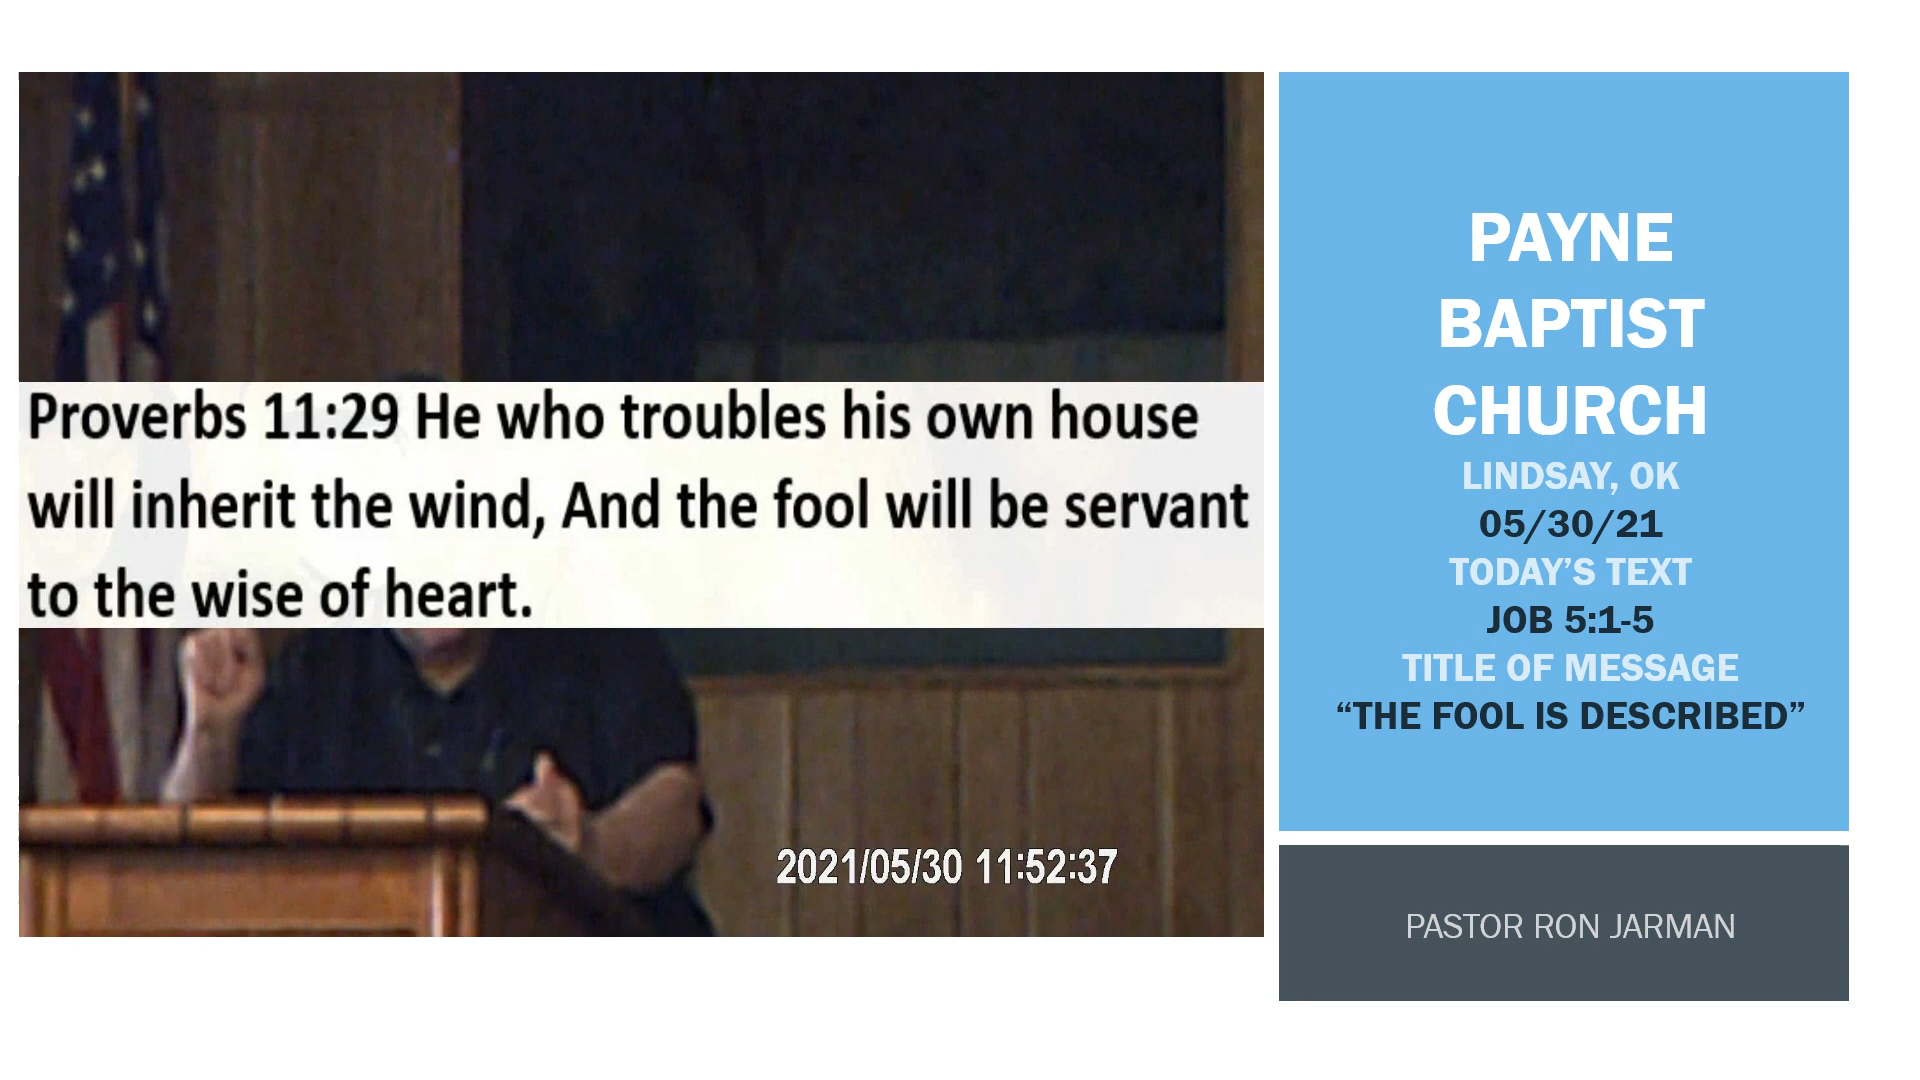 Proverbs 11:29 He who troubles his own house
will inherit the wind, And the fool will be servant
to the wise of heart.
2021/05/30 11:52:37
PAYNE
BAPTIST
CHURCH
LINDSAY, OK
05/30/21
TODAY’S TEXT
JOB 5:1-5
TITLE OF MESSAGE
“THE FOOL IS DESCRIBED”
PASTOR RON JARMAN